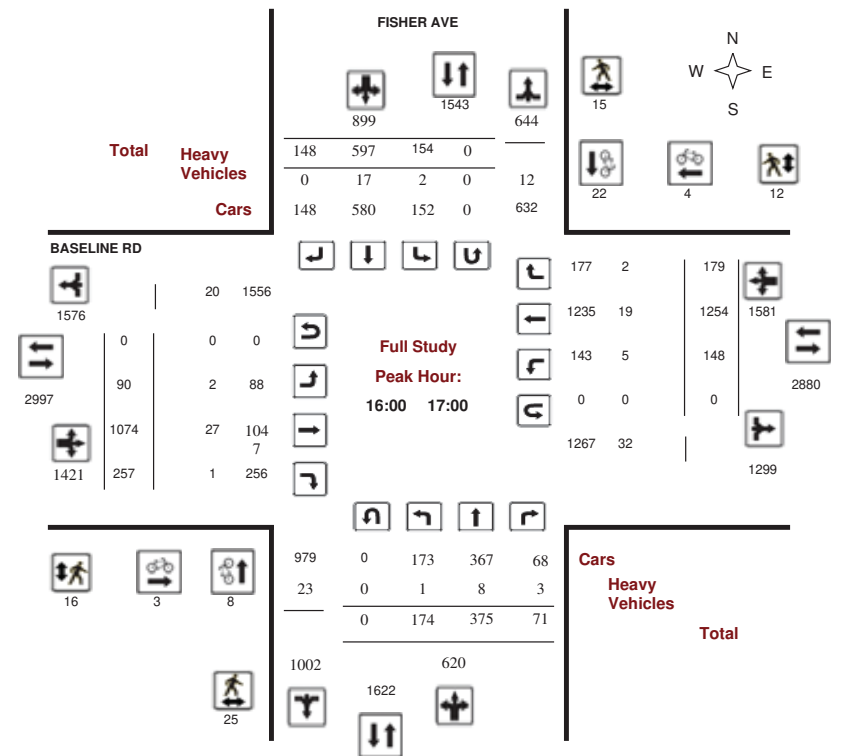 FISHER AVE
N
W E
S
1543
15
899 644
Total Heavy
Vehicles
148 597 154 0
0 17 2 0 12
Cars 148 580 152 0 632
22 4 12
BASELINE RD
1576
20 1556
177 2 179
1235 19 1254 1581
0 0 0
Full Study
143 5 148
2997
90 2 88
Peak Hour:
2880
16:00 17:00
0 0 0
1074 27 104
7
1267 32
1421 257 1 256
1299
979 0 173 367 68
Cars
23 0 1 8 3
Heavy
Vehicles
16 3 8
0 174 375 71
Total
1002 620
1622
25